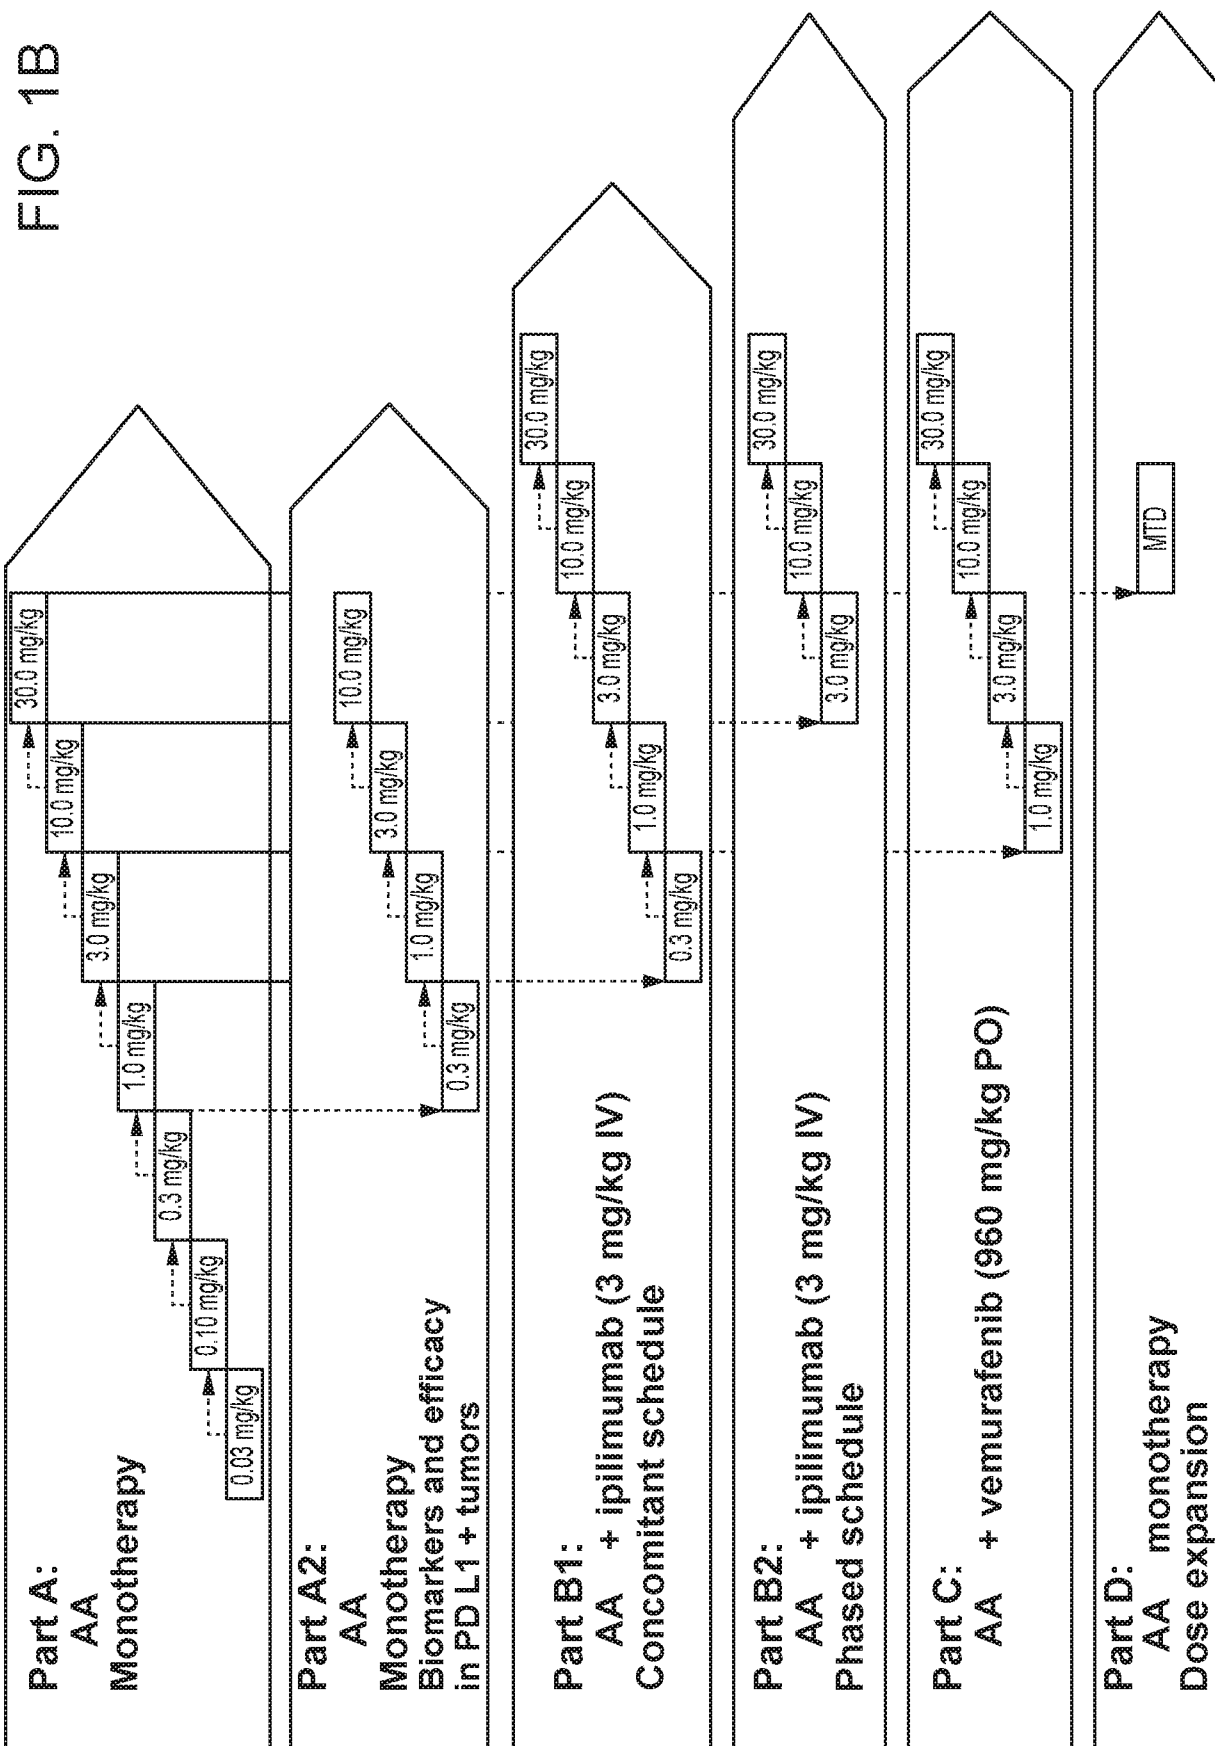 FIG. 1B
Part A:
AA
Monotherapy
0.03 mg/kg
0.10 mg/kg
0.3 mg/kg
1.0 mg/kg
3.0 mg/kg
10.0 mg/kg
30.0 mg/kg
Part A2:
AA
Monotherapy
Biomarkers and efficacy
in PD L1 + tumors
0.3 mg/kg
1.0 mg/kg
3.0 mg/kg
10.0 mg/kg
Part B1:
AA + ipilimumab (3 mg/kg IV)
Concomitant schedule
0.3 mg/kg
1.0 mg/kg
3.0 mg/kg
10.0 mg/kg
30.0 mg/kg
Part B2:
AA + ipilimumab (3 mg/kg IV)
Phased schedule
3.0 mg/kg
10.0 mg/kg
30.0 mg/kg
Part C:
AA + vemurafenib (960 mg/kg PO)
1.0 mg/kg
3.0 mg/kg
10.0 mg/kg
30.0 mg/kg
Part D:
AA monotherapy
Dose expansion
MTD